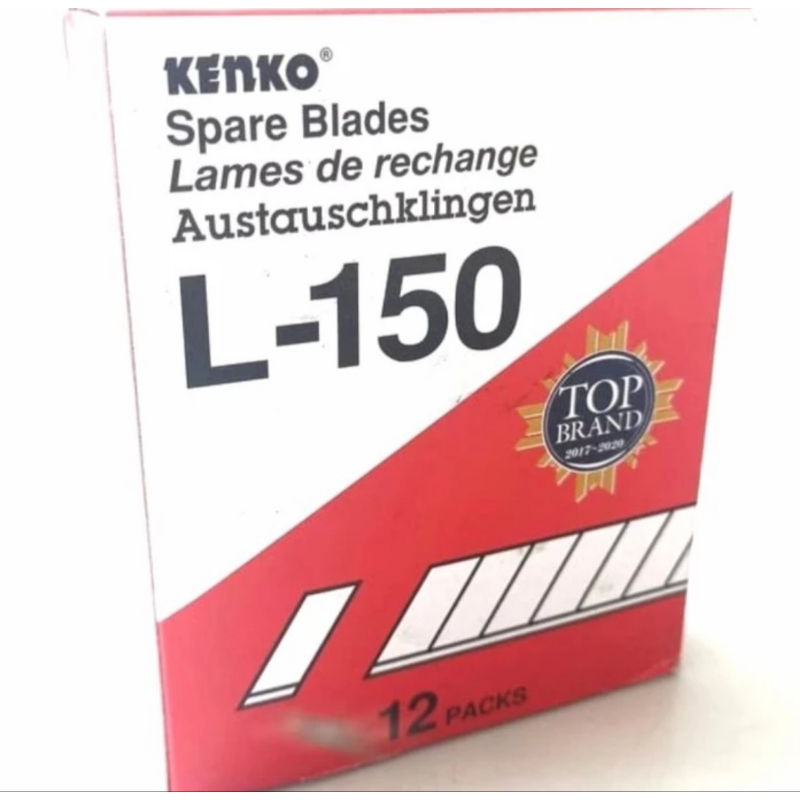 KENKO®
Spare Blades
Lames de rechange
Austauschklingen
L-150
TOP
BRAND
2017-2020
12 PACKS